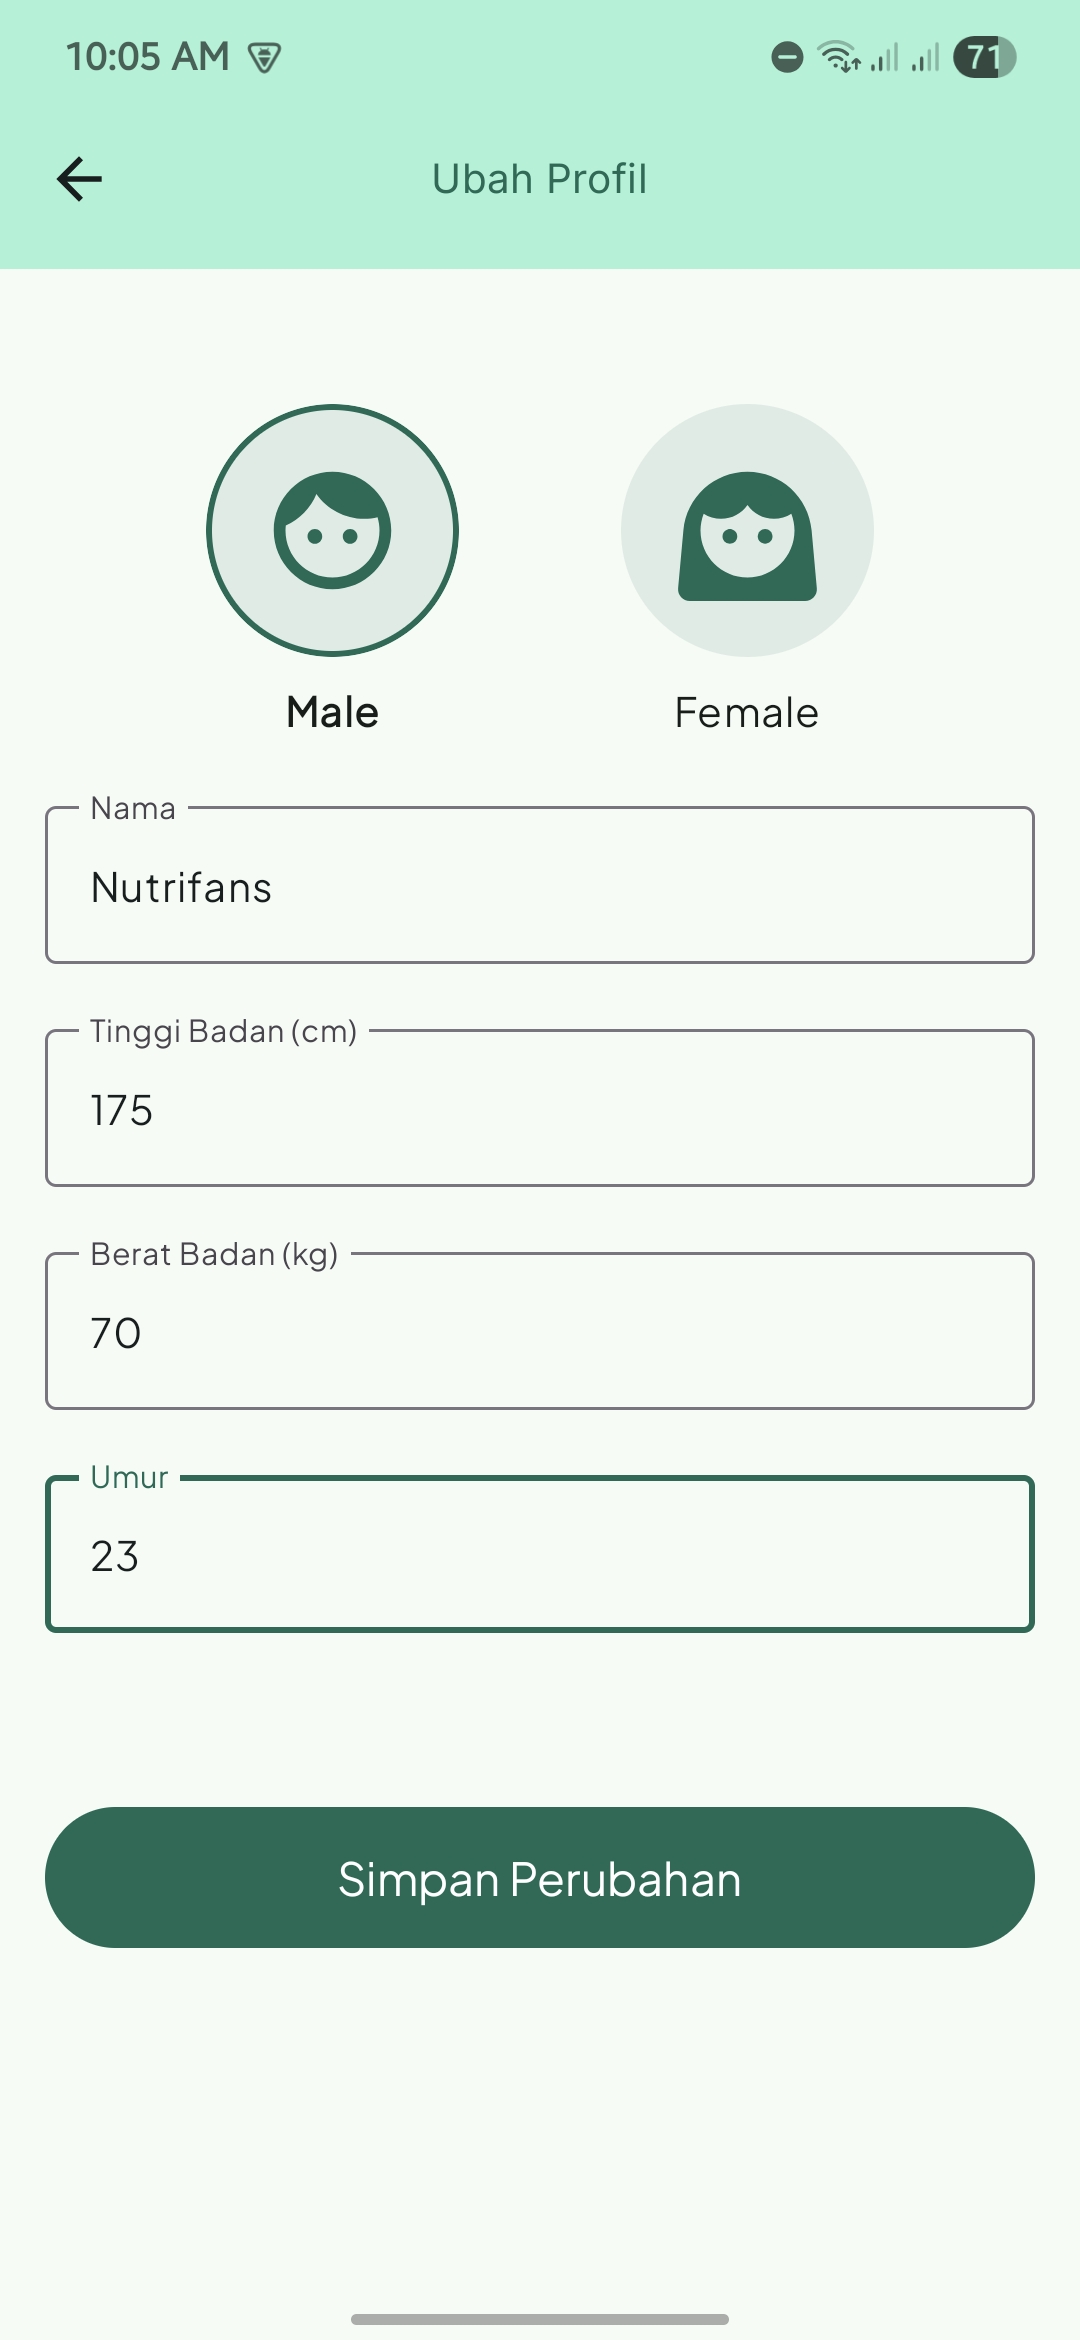 10:05 AM
71
Ubah Profil
Male
Female
Nama
Nutrifans
Tinggi Badan (cm)
175
Berat Badan (kg)
70
Umur
23
Simpan Perubahan